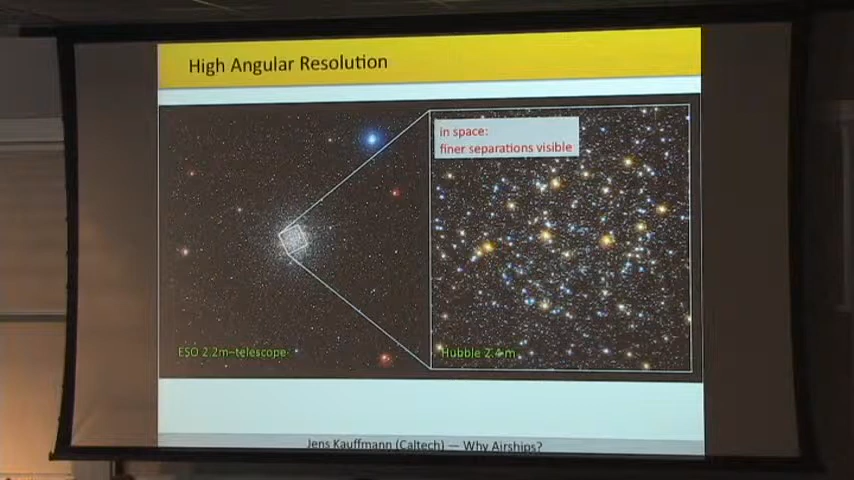 High Angular Resolution
in space:
finer separations visible
ESO 2.2m-telescope
Hubble 2.4 m
Jens Kauffmann (Caltech) — Why Airships?